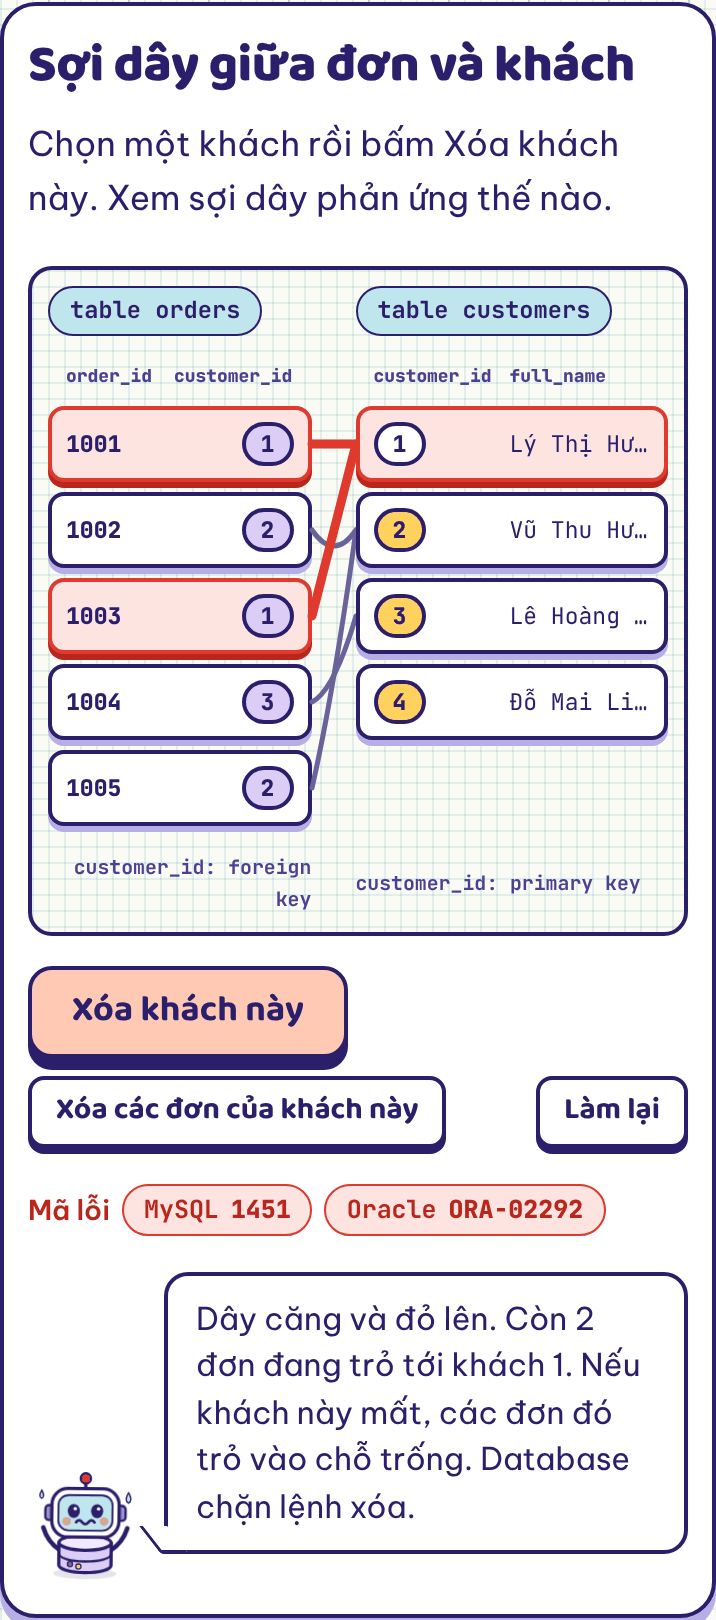 Sợi dây giữa đơn và khách
Chọn một khách rồi bấm Xóa khách
này. Xem sợi dây phản ứng thế nào.
table orders
order_id customer_id
1001 1
1002 2
1003 1
1004 3
1005 2
customer_id: foreign
key
table customers
customer_id full_name
1 Lý Thị Hư…
2 Vũ Thu Hư…
3 Lê Hoàng …
4 Đỗ Mai Li…
customer_id: primary key
Xóa khách này
Xóa các đơn của khách này
Làm lại
Mã lỗi MySQL 1451 Oracle ORA-02292
Dây căng và đỏ lên. Còn 2
đơn đang trỏ tới khách 1. Nếu
khách này mất, các đơn đó
trỏ vào chỗ trống. Database
chặn lệnh xóa.